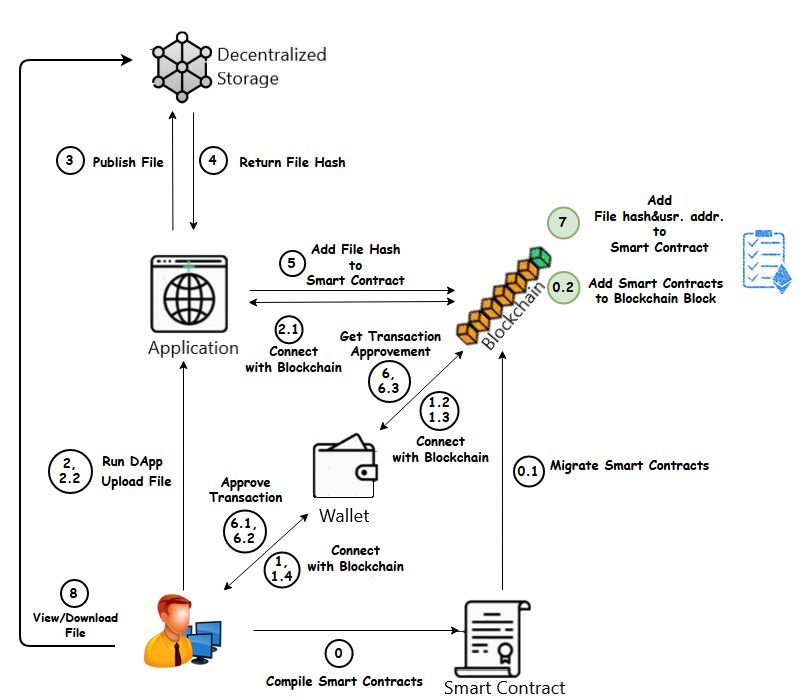 Decentralized
Storage
3
Publish File
4
Return File Hash
7
Add
File hash&usr. addr.
to
Smart Contract
5
Add File Hash
to
Smart Contract
0.2
Add Smart Contracts
to Blockchain Block
Blockchain
Application
2.1
Connect
with Blockchain
Get Transaction
Approvement
6,
6.3
1.2
1.3
Connect
with Blockchain
2,
2.2
Run DApp
Upload File
0.1
Migrate Smart Contracts
Wallet
Approve
Transaction
6.1,
6.2
1,
1.4
Connect
with Blockchain
8
View/Download
File
0
Compile Smart Contracts
Smart Contract